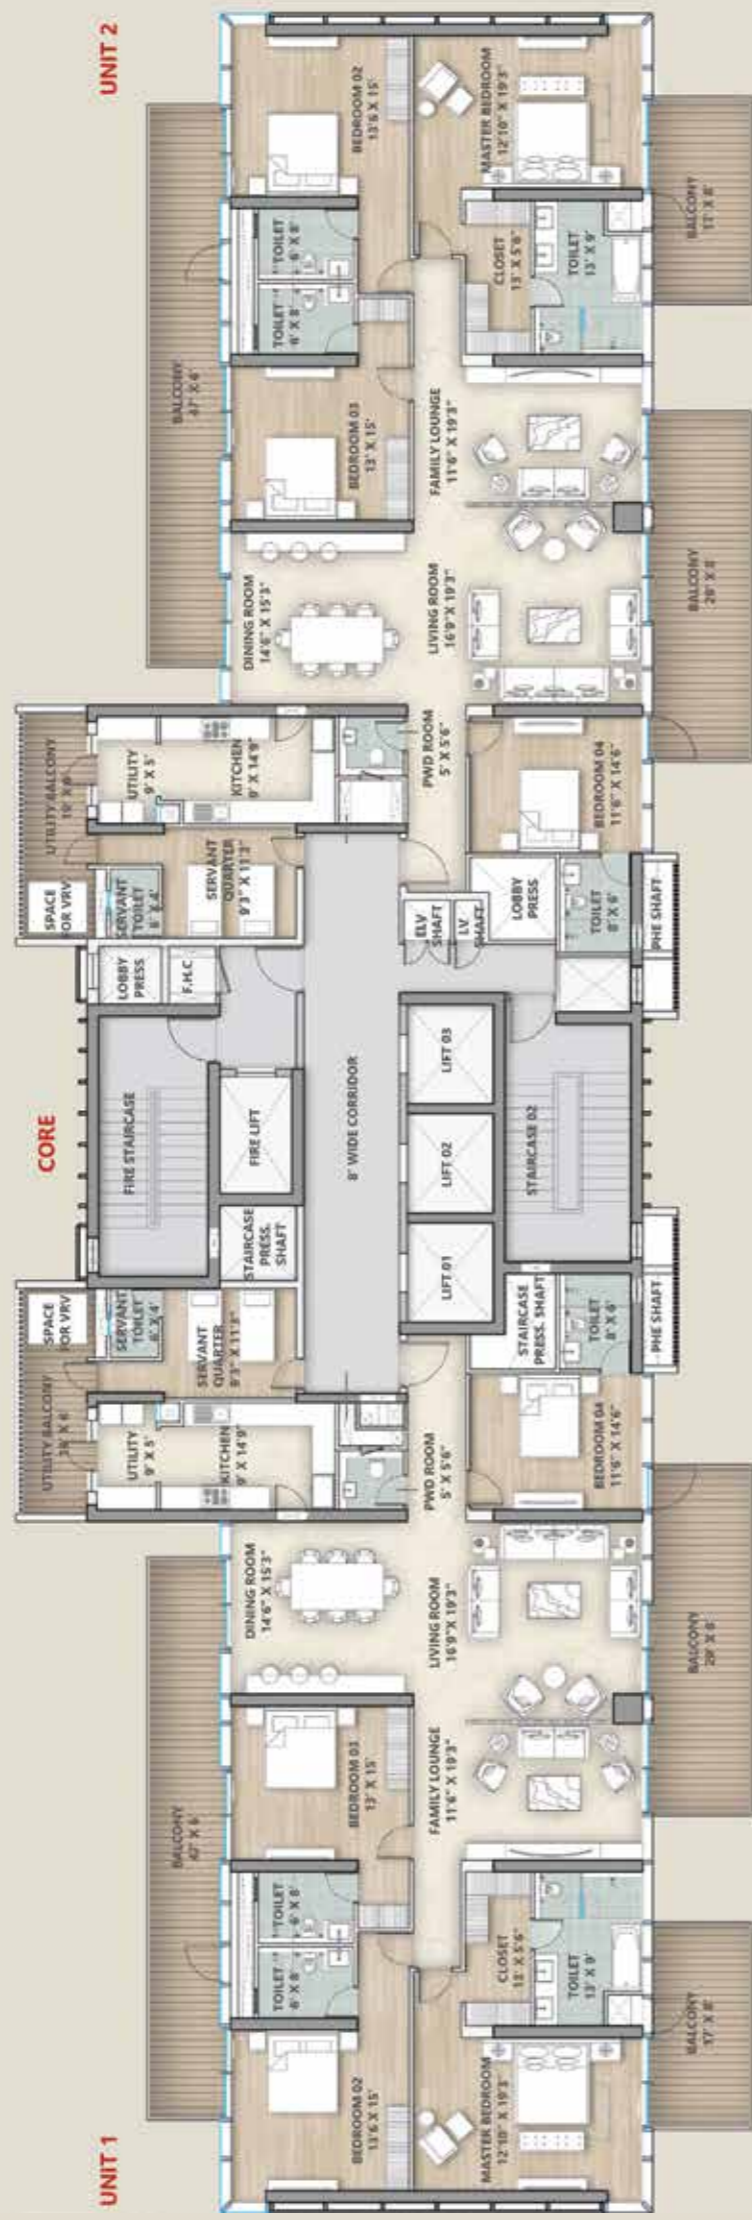 UNIT 1
BALCONY
47' X 6'
BEDROOM 02
13'6 X 15'
TOILET
6' X 8'
TOILET
6' X 8'
BEDROOM 03
13' X 15'
DINING ROOM
14'6" X 15'3"
MASTER BEDROOM
12'10" X 19'3"
CLOSET
13' X 5'6"
TOILET
13' X 9'
FAMILY LOUNGE
11'6" X 19'3"
LIVING ROOM
16'9" X 19'3"
BALCONY
17' X 8'
BALCONY
UTILITY BALCONY
SPACE
FOR VRV
UTILITY
9' X 5'
SERVANT
TOILET
6' X 4'
KITCHEN
9' X 14'9"
SERVANT
QUARTER
9'3" X 11'3"
PWD ROOM
5' X 5'6"
BEDROOM 04
11'6" X 14'6"
TOILET
8' X 6'
STAIRCASE
PRESS. SHAFT
PHE SHAFT
CORE
FIRE STAIRCASE
STAIRCASE
PRESS.
SHAFT
FIRE LIFT
LOBBY
PRESS
F.H.C
8' WIDE CORRIDOR
LIFT 01
LIFT 02
LIFT 03
STAIRCASE 02
ELV
SHAFT
LV.
SHAFT
LOBBY
PRESS
PHE SHAFT
UNIT 2
SPACE
FOR VRV
UTILITY BALCONY
SERVANT
TOILET
6' X 4'
UTILITY
9' X 5'
SERVANT
QUARTER
9'3" X 11'3"
KITCHEN
9' X 14'9"
PWD ROOM
5' X 5'6"
TOILET
8' X 6'
BEDROOM 04
11'6" X 14'6"
BALCONY
47' X 6'
DINING ROOM
14'6" X 15'3"
BEDROOM 03
13' X 15'
TOILET
6' X 8'
TOILET
6' X 8'
BEDROOM 02
13'6 X 15'
LIVING ROOM
16'9" X 19'3"
FAMILY LOUNGE
11'6" X 19'3"
CLOSET
13' X 5'6"
TOILET
13' X 9'
MASTER BEDROOM
12'10" X 19'3"
BALCONY
BALCONY
17' X 8'